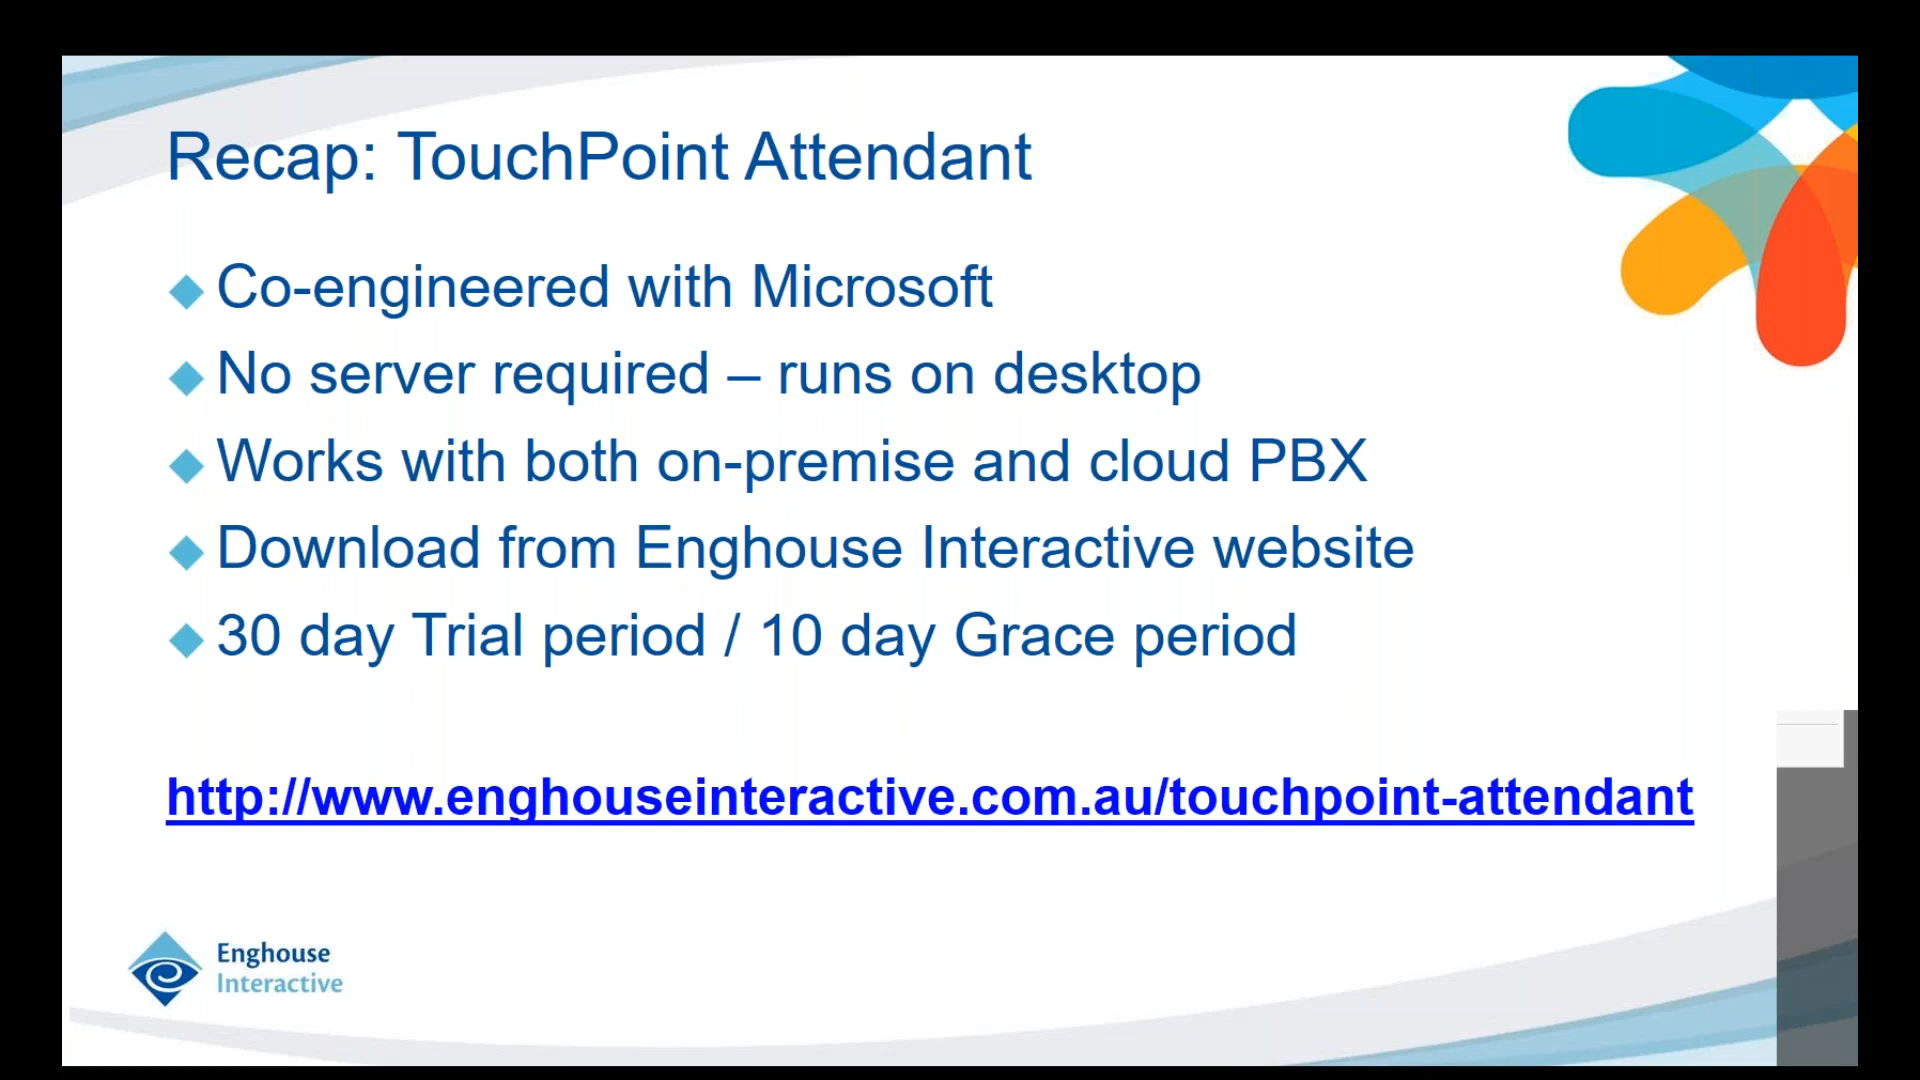 Recap: TouchPoint Attendant
Co-engineered with Microsoft
No server required – runs on desktop
Works with both on-premise and cloud PBX
Download from Enghouse Interactive website
30 day Trial period / 10 day Grace period
http://www.enghouseinteractive.com.au/touchpoint-attendant
Enghouse
Interactive